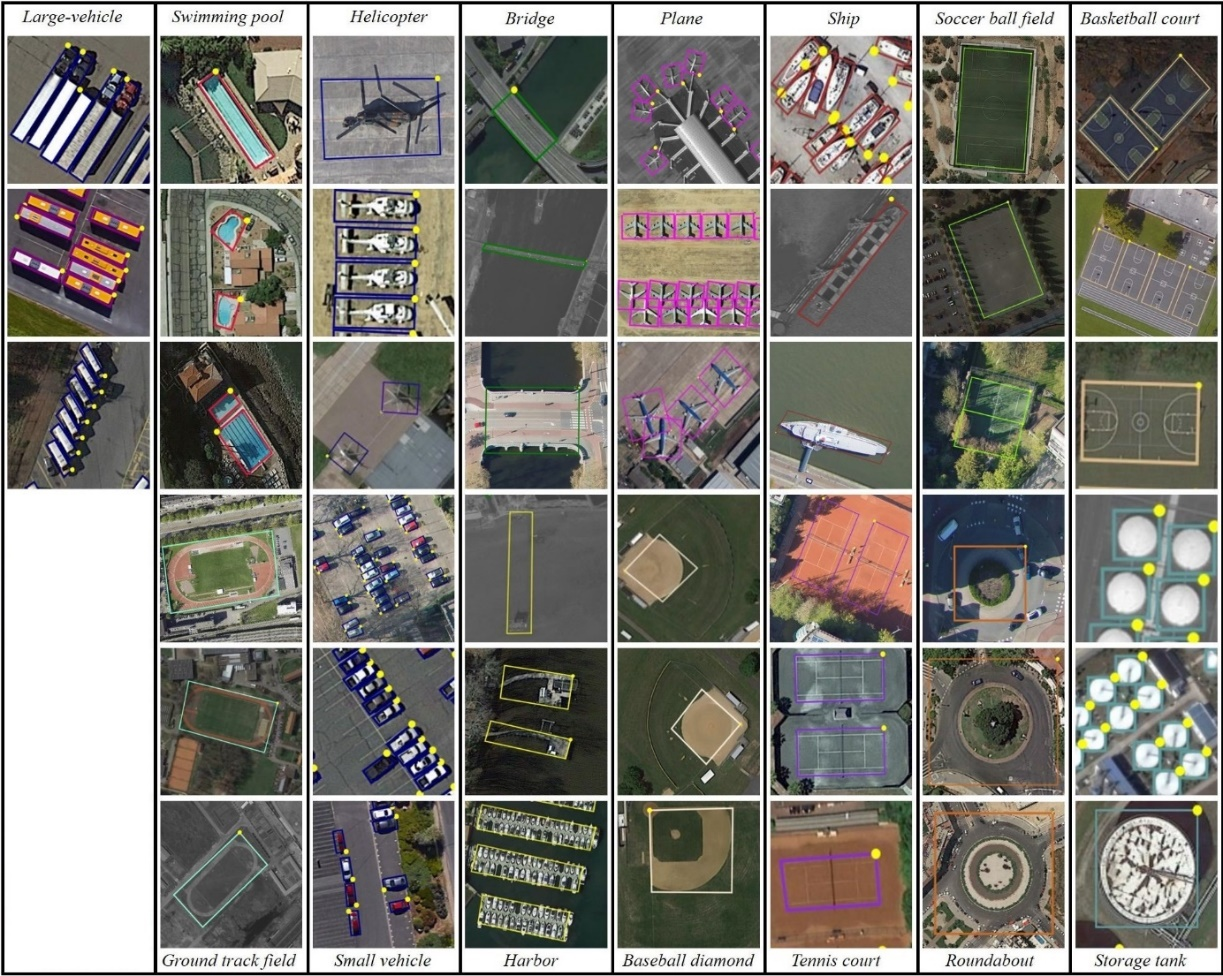 Large-vehicle
Swimming pool
Helicopter
Bridge
Plane
Ship
Soccer ball field
Basketball court
Ground track field
Small vehicle
Harbor
Baseball diamond
Tennis court
Roundabout
Storage tank